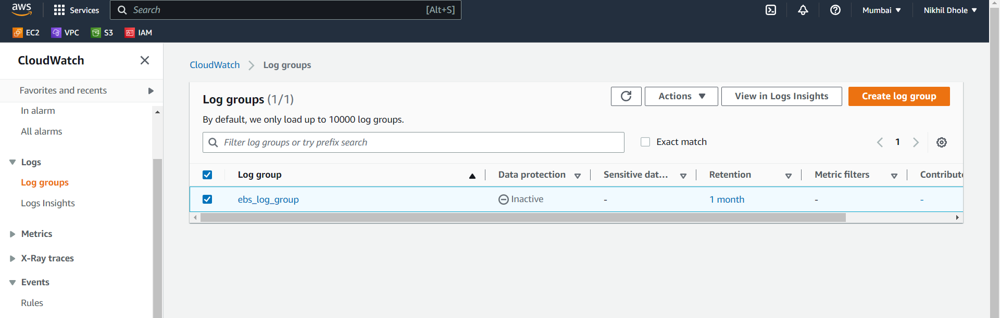 aws
Services
Search
[Alt+S]
Mumbai
Nikhil Dhole
EC2
VPC
S3
IAM
CloudWatch
Favorites and recents
In alarm
All alarms
Logs
Log groups
Logs Insights
Metrics
X-Ray traces
Events
Rules
CloudWatch
Log groups
Log groups (1/1)
Actions
View in Logs Insights
Create log group
By default, we only load up to 10000 log groups.
Filter log groups or try prefix search
Exact match
1
Log group
Data protection
Sensitive dat...
Retention
Metric filters
Contribut
ebs_log_group
Inactive
-
1 month
-
-